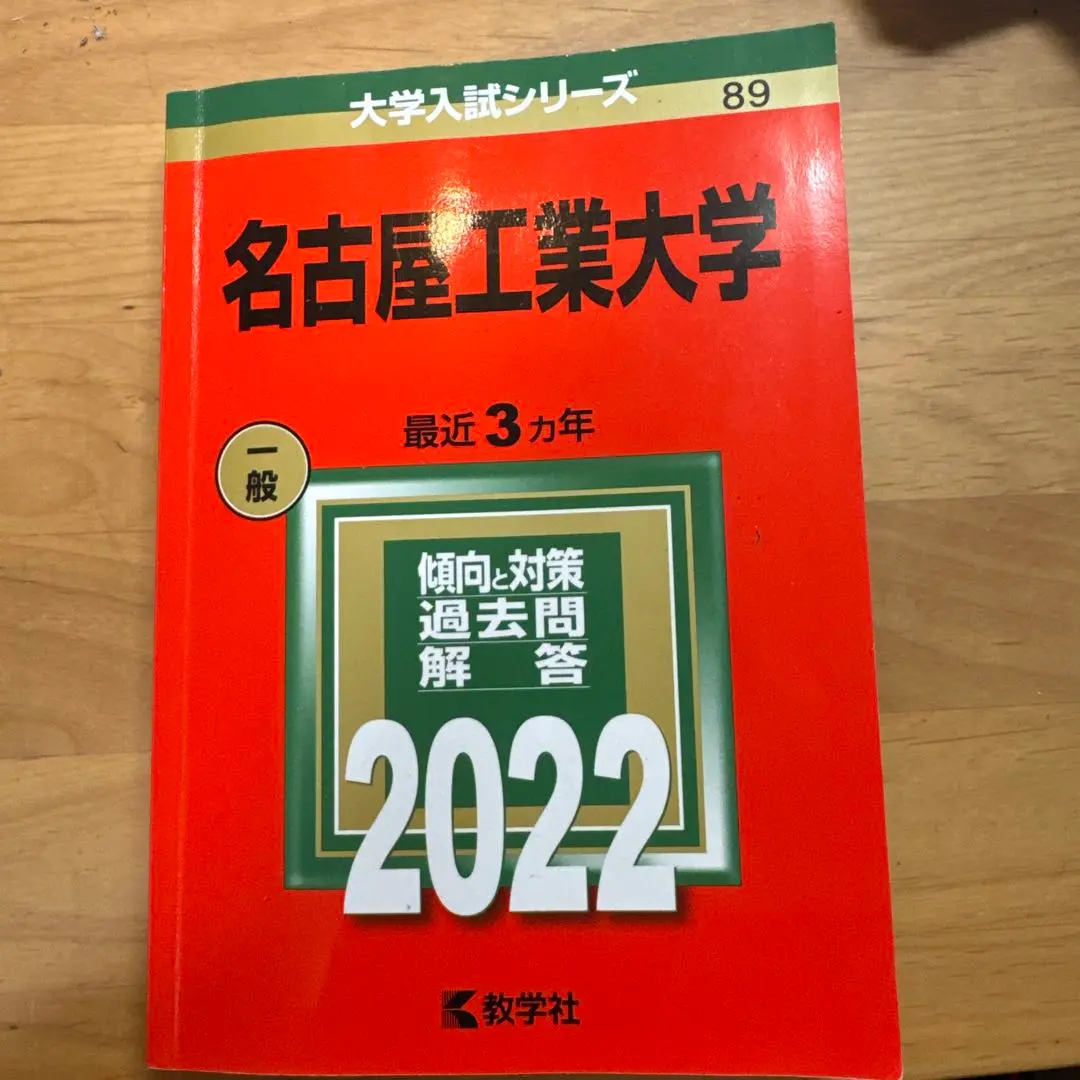 大学入試シリーズ
89
名古屋工業大学
最近3カ年
一般
傾向と対策
過去問
解答
2022
教学社